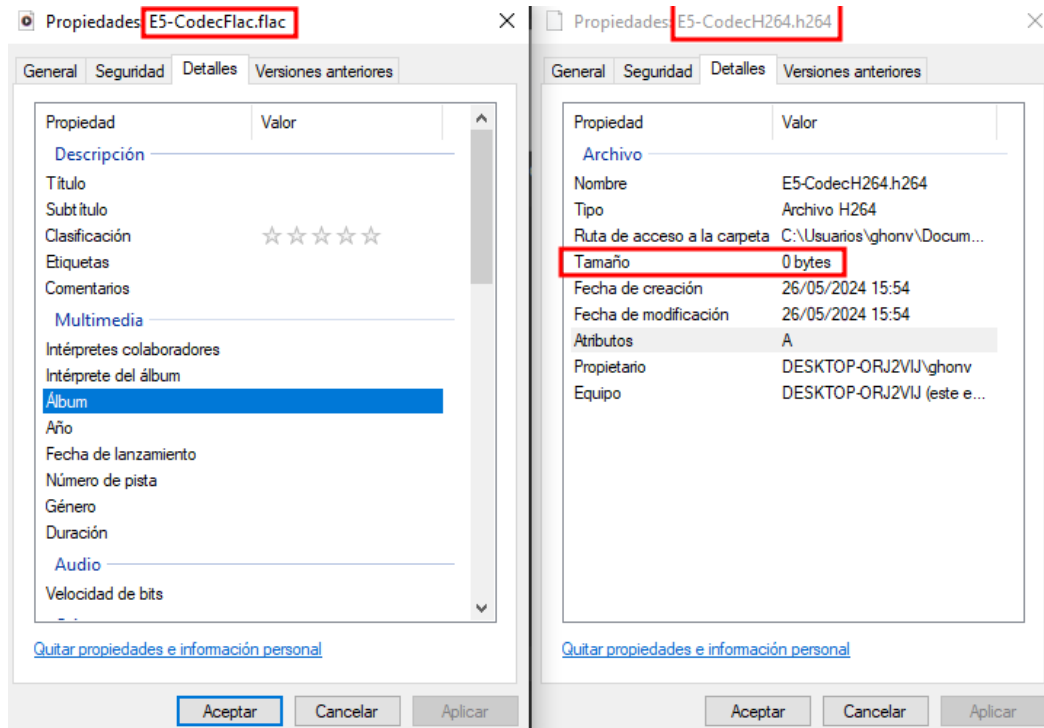 Propiedades: E5-CodecFlac.flac
General Seguridad Detalles Versiones anteriores
Propiedad Valor
Descripción
Título
Subtítulo
Clasificación
Etiquetas
Comentarios
Multimedia
Intérpretes colaboradores
Intérprete del álbum
Álbum
Año
Fecha de lanzamiento
Número de pista
Género
Duración
Audio
Velocidad de bits
Quitar propiedades e información personal
Aceptar Cancelar Aplicar
Propiedades: E5-CodecH264.h264
General Seguridad Detalles Versiones anteriores
Propiedad Valor
Archivo
Nombre E5-CodecH264.h264
Tipo Archivo H264
Ruta de acceso a la carpeta C:\Usuarios\ghonv\Docum...
Tamaño 0 bytes
Fecha de creación 26/05/2024 15:54
Fecha de modificación 26/05/2024 15:54
Atributos A
Propietario DESKTOP-ORJ2VIJ\ghonv
Equipo DESKTOP-ORJ2VIJ (este e...
Quitar propiedades e información personal
Aceptar Cancelar Aplicar